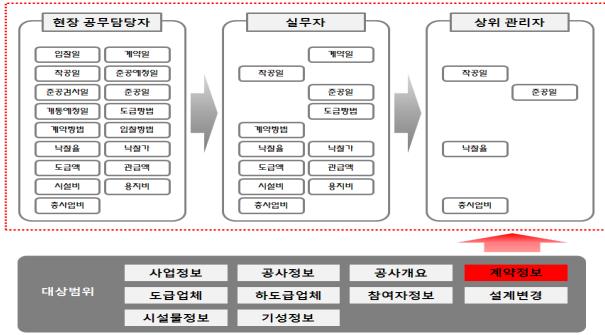 현장 공무담당자 실무자 상위 관리자
입찰일 계약일 계약일
착공일 준공예정일 착공일 착공일
준공검사일 준공일 준공일 준공일
개통예정일 도급방법 도급방법
계약방법 입찰방법 계약방법
낙찰율 낙찰가 낙찰율 낙찰가 낙찰율
도급액 관급액 도급액 관급액
시설비 용지비 시설비 용지비
총사업비 총사업비 총사업비
사업정보 공사정보 공사개요 계약정보
대상범위 도급업체 하도급업체 참여자정보 설계변경
시설물정보 기성정보